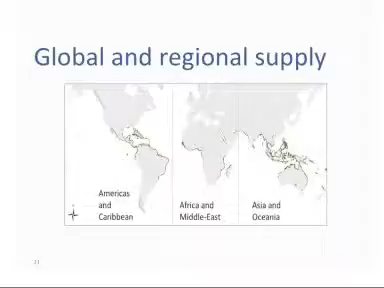 Global and regional supply
Americas
and
Caribbean
Africa and
Middle-East
Asia and
Oceania